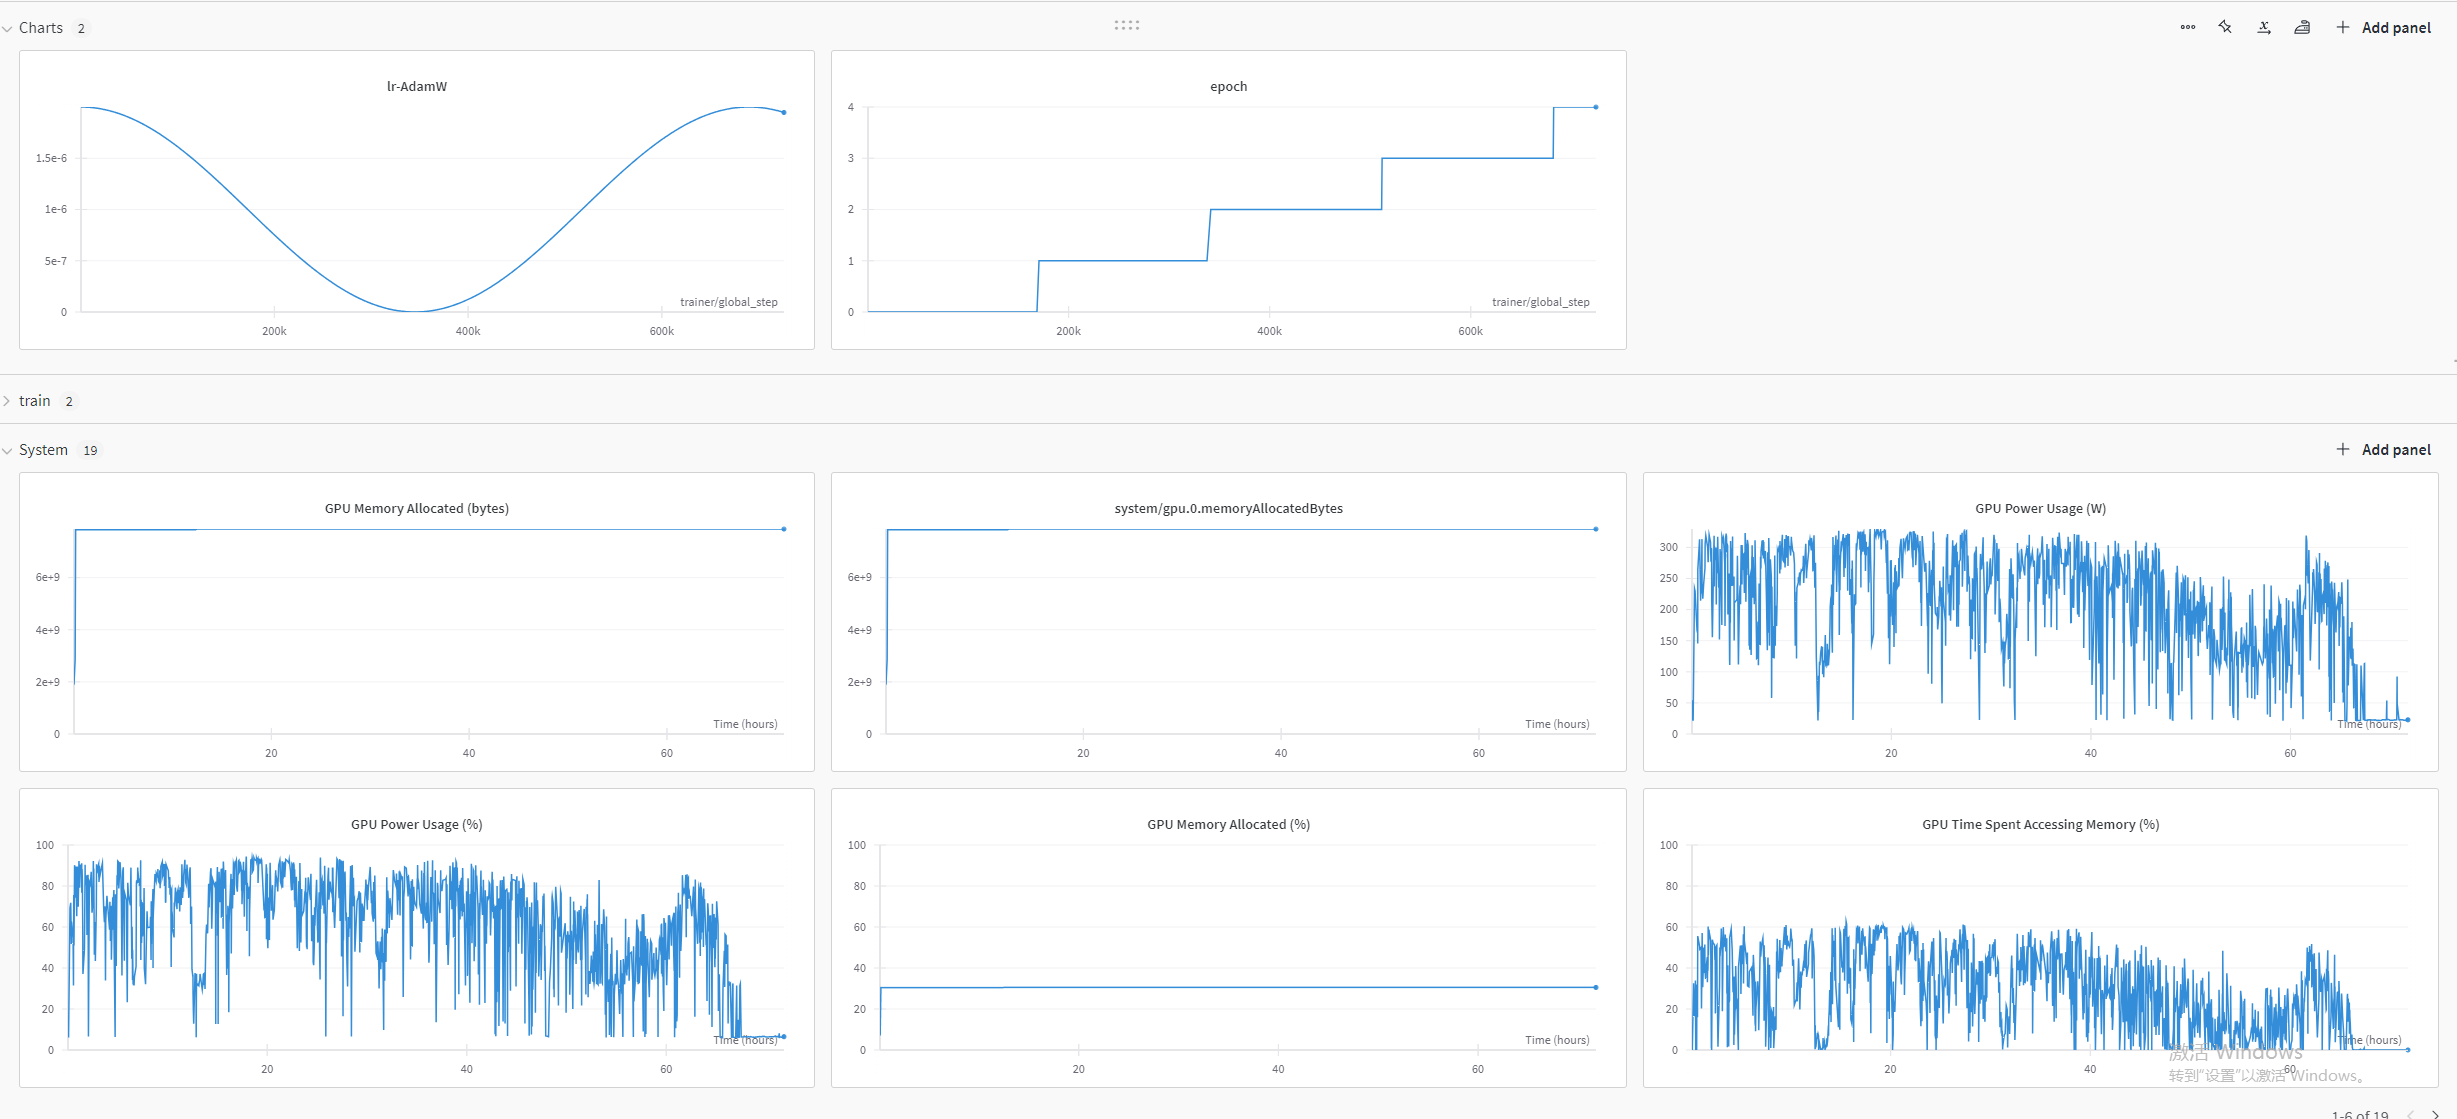 Charts 2
Add panel
lr-AdamW
1.5e-6
1e-6
5e-7
0
trainer/global_step
200k 400k 600k
epoch
4
3
2
1
0
trainer/global_step
200k 400k 600k
train 2
System 19
Add panel
GPU Memory Allocated (bytes)
6e+9
4e+9
2e+9
0
Time (hours)
20 40 60
system/gpu.0.memoryAllocatedBytes
6e+9
4e+9
2e+9
0
Time (hours)
20 40 60
GPU Power Usage (W)
300
250
200
150
100
50
0
Time (hours)
20 40 60
GPU Power Usage (%)
100
80
60
40
20
0
Time (hours)
20 40 60
GPU Memory Allocated (%)
100
80
60
40
20
0
Time (hours)
20 40 60
GPU Time Spent Accessing Memory (%)
100
80
60
40
20
0
Time (hours)
20 40 60
激活 Windows
转到"设置"以激活 Windows。
1-6 of 19